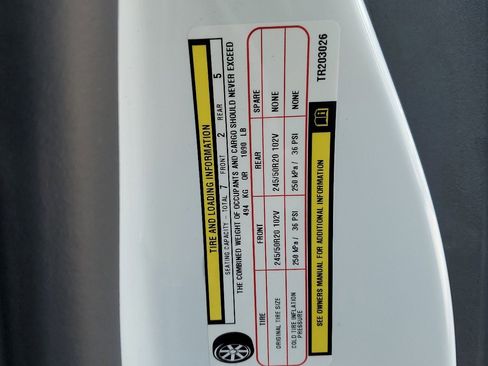 TIRE AND LOADING INFORMATION
SEATING CAPACITY - TOTAL 7 FRONT 2 REAR 5
THE COMBINED WEIGHT OF OCCUPANTS AND CARGO SHOULD NEVER EXCEED
494 KG OR 1090 LB
TIRE FRONT REAR SPARE
ORIGINAL TIRE SIZE 245/50R20 102V 245/50R20 102V NONE
COLD TIRE INFLATION PRESSURE 250 kPa / 36 PSI 250 kPa / 36 PSI NONE
SEE OWNERS MANUAL FOR ADDITIONAL INFORMATION
TR203026